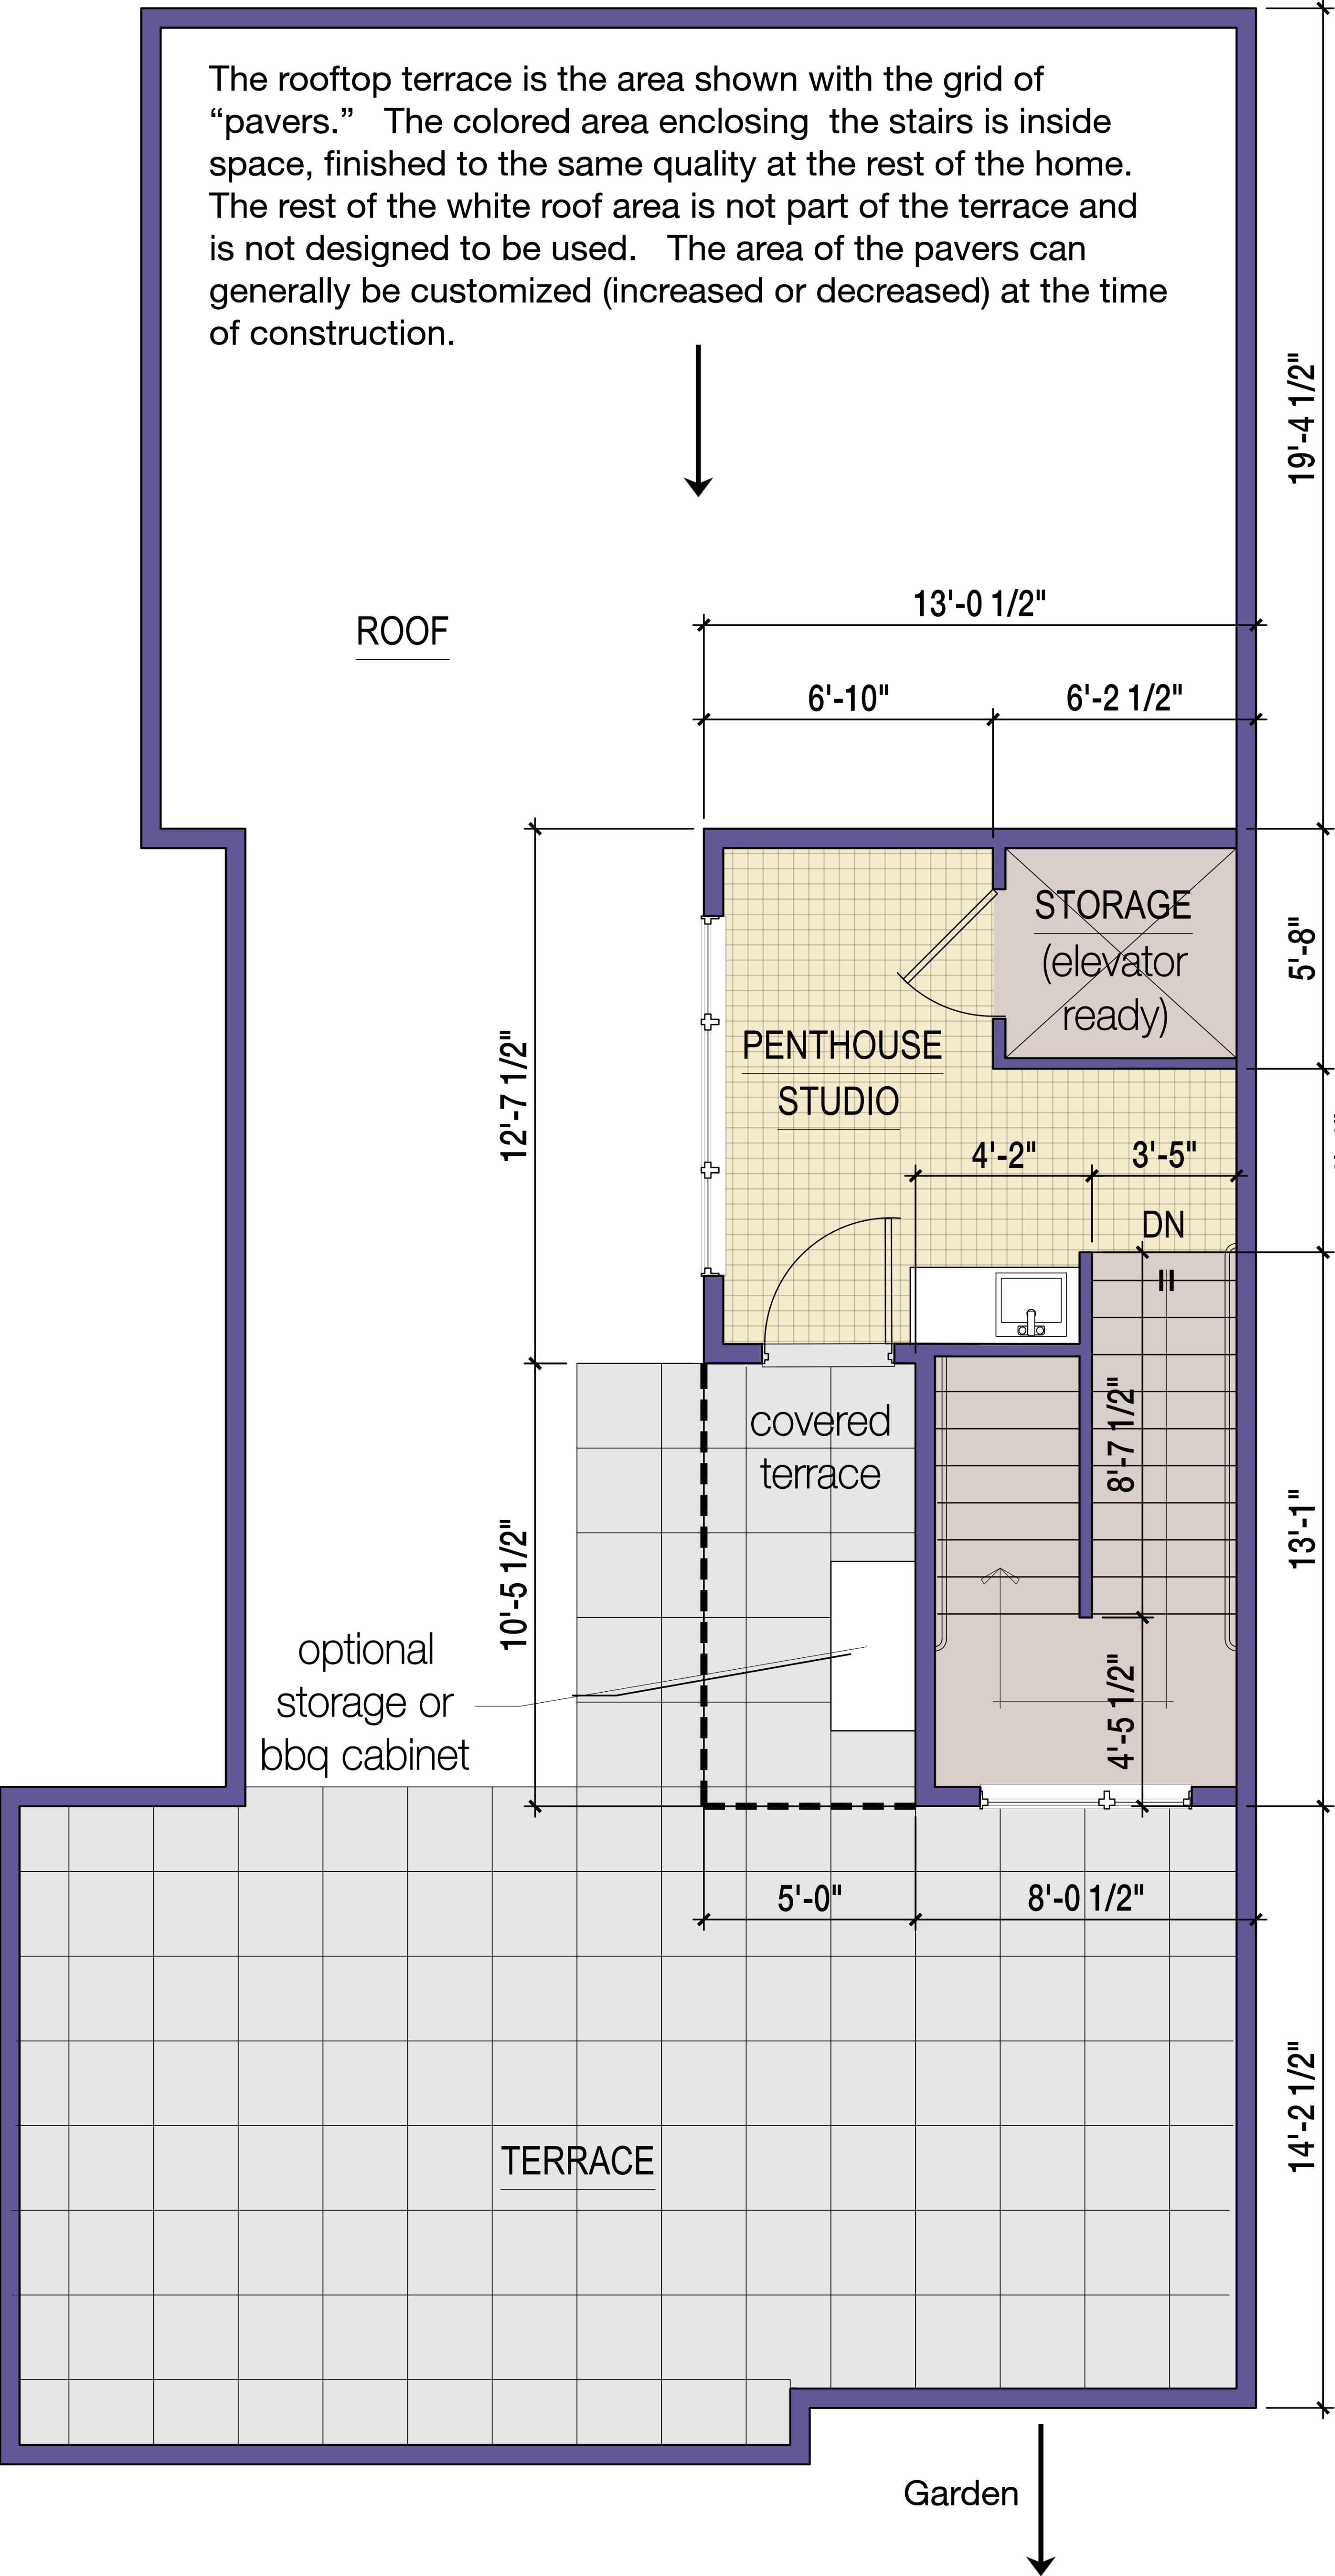 The rooftop terrace is the area shown with the grid of
“pavers.”   The colored area enclosing  the stairs is inside
space, finished to the same quality at the rest of the home.
The rest of the white roof area is not part of the terrace and
is not designed to be used.   The area of the pavers can
generally be customized (increased or decreased) at the time
of construction.
19'-4 1/2"
13'-0 1/2"
ROOF
6'-10"
6'-2 1/2"
STORAGE
(elevator
ready)
5'-8"
PENTHOUSE
STUDIO
12'-7 1/2"
4'-2"
3'-5"
DN
covered
terrace
8'-7 1/2"
13'-1"
10'-5 1/2"
optional
storage or
bbq cabinet
4'-5 1/2"
5'-0"
8'-0 1/2"
14'-2 1/2"
TERRACE
Garden